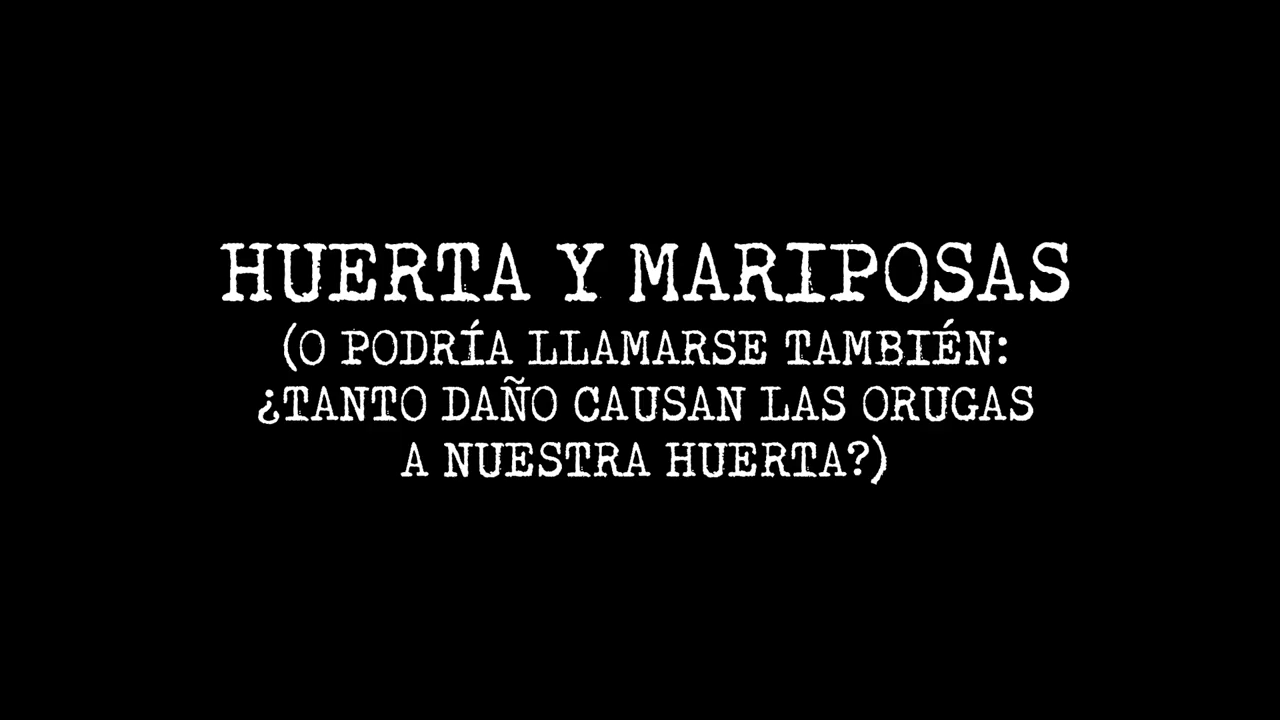 HUERTA Y MARIPOSAS
(O PODRÍA LLAMARSE TAMBIÉN:
¿TANTO DAÑO CAUSAN LAS ORUGAS
A NUESTRA HUERTA?)